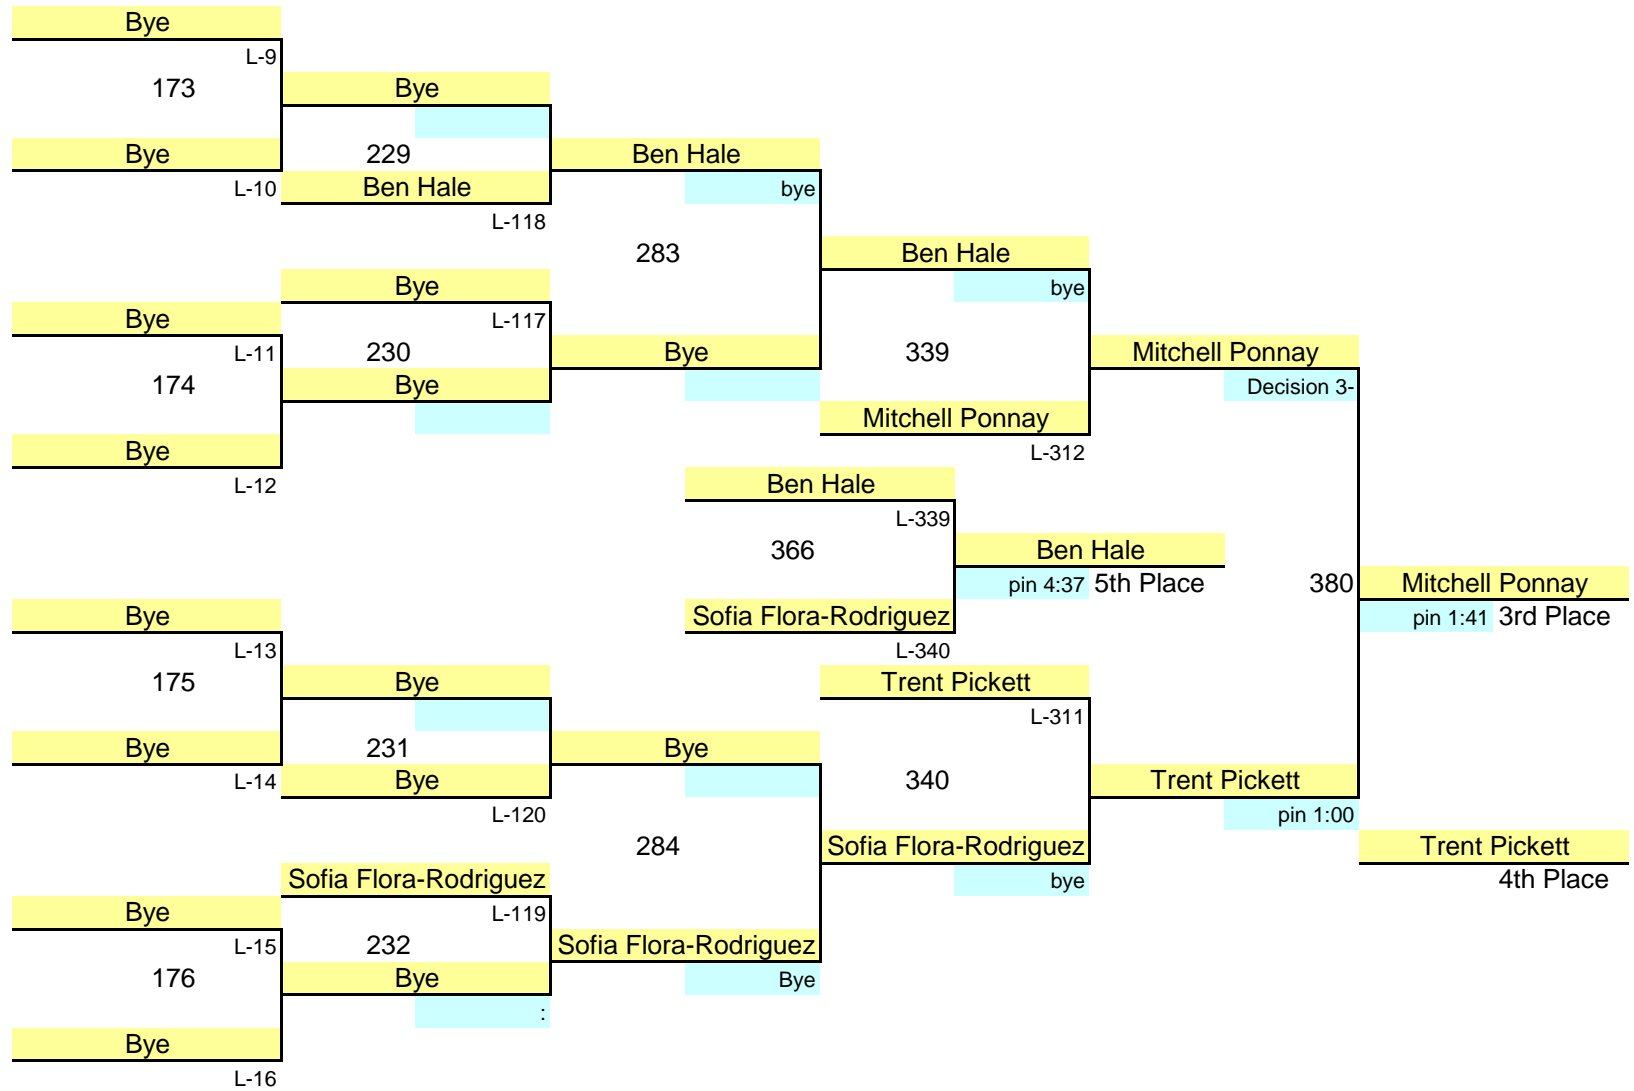 Bye
L-9
173
Bye
Bye
229
Ben Hale
L-10
Ben Hale
bye
L-118
283
Ben Hale
Bye
bye
Bye
L-117
L-11
230
Bye
339
Mitchell Ponnay
174
Bye
Decision 3-
Mitchell Ponnay
Bye
L-312
L-12
Ben Hale
L-339
366
Ben Hale
pin 4:37 5th Place
380
Mitchell Ponnay
Bye
Sofia Flora-Rodriguez
pin 1:41 3rd Place
L-13
L-340
175
Bye
Trent Pickett
L-311
Bye
231
Bye
L-14
Bye
340
Trent Pickett
L-120
pin 1:00
284
Sofia Flora-Rodriguez
Trent Pickett
Sofia Flora-Rodriguez
bye
4th Place
Bye
L-119
L-15
232
Sofia Flora-Rodriguez
176
Bye
Bye
:
Bye
L-16